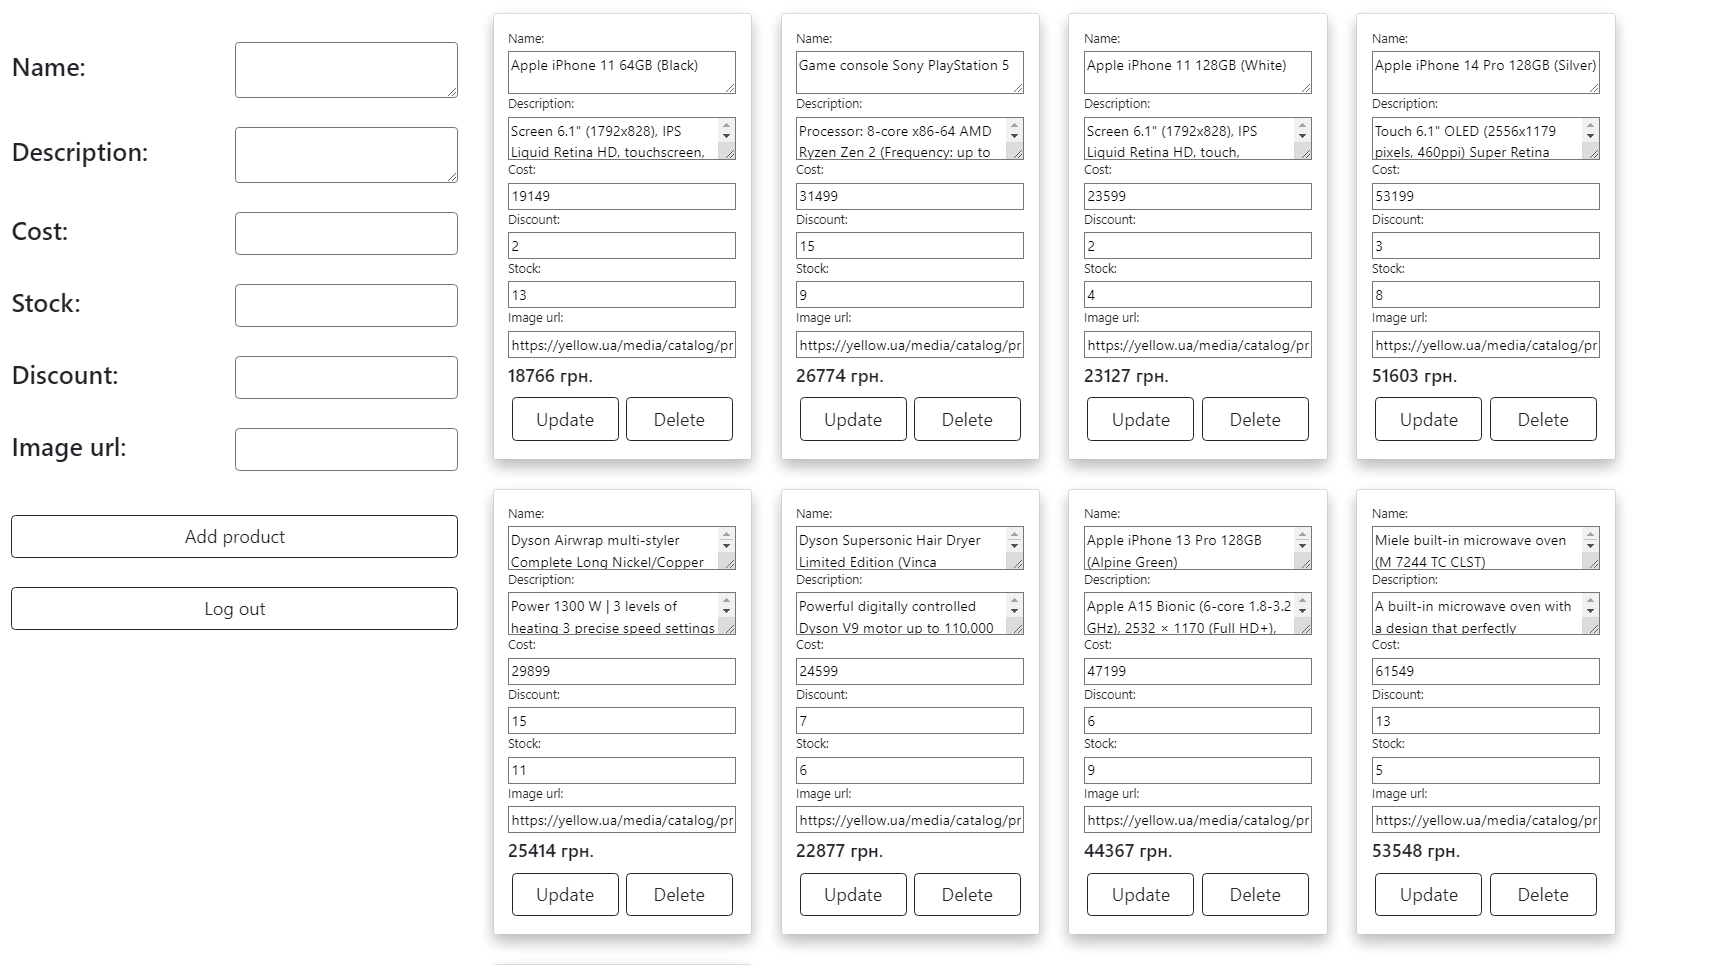 Name:
Description:
Cost:
Stock:
Discount:
Image url:
Add product
Log out
Name:
Apple iPhone 11 64GB (Black)
Description:
Screen 6.1" (1792x828), IPS
Liquid Retina HD, touchscreen,
Cost:
19149
Discount:
2
Stock:
13
Image url:
https://yellow.ua/media/catalog/pr
18766 грн.
Update
Delete
Name:
Game console Sony PlayStation 5
Description:
Processor: 8-core x86-64 AMD
Ryzen Zen 2 (Frequency: up to
Cost:
31499
Discount:
15
Stock:
9
Image url:
https://yellow.ua/media/catalog/pr
26774 грн.
Update
Delete
Name:
Apple iPhone 11 128GB (White)
Description:
Screen 6.1" (1792x828), IPS
Liquid Retina HD, touch,
Cost:
23599
Discount:
2
Stock:
4
Image url:
https://yellow.ua/media/catalog/pr
23127 грн.
Update
Delete
Name:
Apple iPhone 14 Pro 128GB (Silver)
Description:
Touch 6.1" OLED (2556x1179
pixels, 460ppi) Super Retina
Cost:
53199
Discount:
3
Stock:
8
Image url:
https://yellow.ua/media/catalog/pr
51603 грн.
Update
Delete
Name:
Dyson Airwrap multi-styler
Complete Long Nickel/Copper
Description:
Power 1300 W | 3 levels of
heating 3 precise speed settings
Cost:
29899
Discount:
15
Stock:
11
Image url:
https://yellow.ua/media/catalog/pr
25414 грн.
Update
Delete
Name:
Dyson Supersonic Hair Dryer
Limited Edition (Vinca
Description:
Powerful digitally controlled
Dyson V9 motor up to 110,000
Cost:
24599
Discount:
7
Stock:
6
Image url:
https://yellow.ua/media/catalog/pr
22877 грн.
Update
Delete
Name:
Apple iPhone 13 Pro 128GB
(Alpine Green)
Description:
Apple A15 Bionic (6-core 1.8-3.2
GHz), 2532 × 1170 (Full HD+),
Cost:
47199
Discount:
6
Stock:
9
Image url:
https://yellow.ua/media/catalog/pr
44367 грн.
Update
Delete
Name:
Miele built-in microwave oven
(M 7244 TC CLST)
Description:
A built-in microwave oven with
a design that perfectly
Cost:
61549
Discount:
13
Stock:
5
Image url:
https://yellow.ua/media/catalog/pr
53548 грн.
Update
Delete